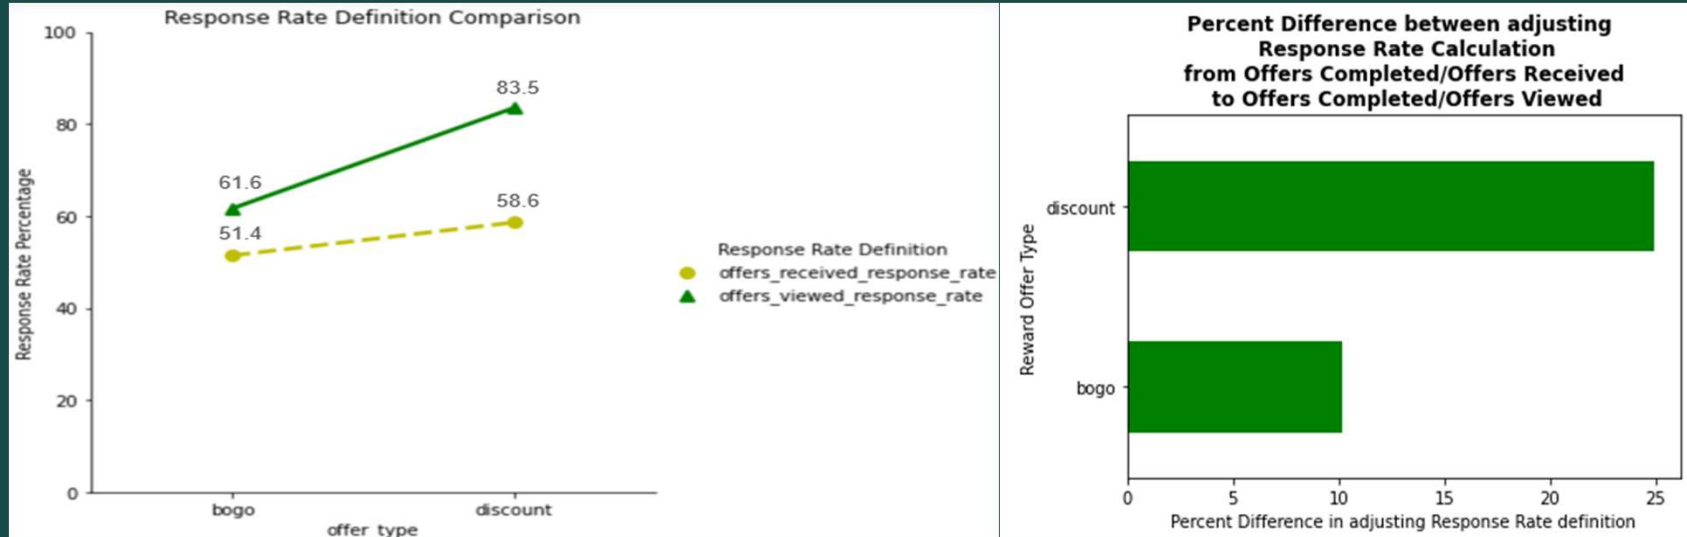 Response Rate Definition Comparison
100
80
60
40
20
0
Response Rate Percentage
83.5
61.6
58.6
51.4
bogo
discount
offer_type
Response Rate Definition
offers_received_response_rate
offers_viewed_response_rate
Percent Difference between adjusting
Response Rate Calculation
from Offers Completed/Offers Received
to Offers Completed/Offers Viewed
Reward Offer Type
discount
bogo
0 5 10 15 20 25
Percent Difference in adjusting Response Rate definition